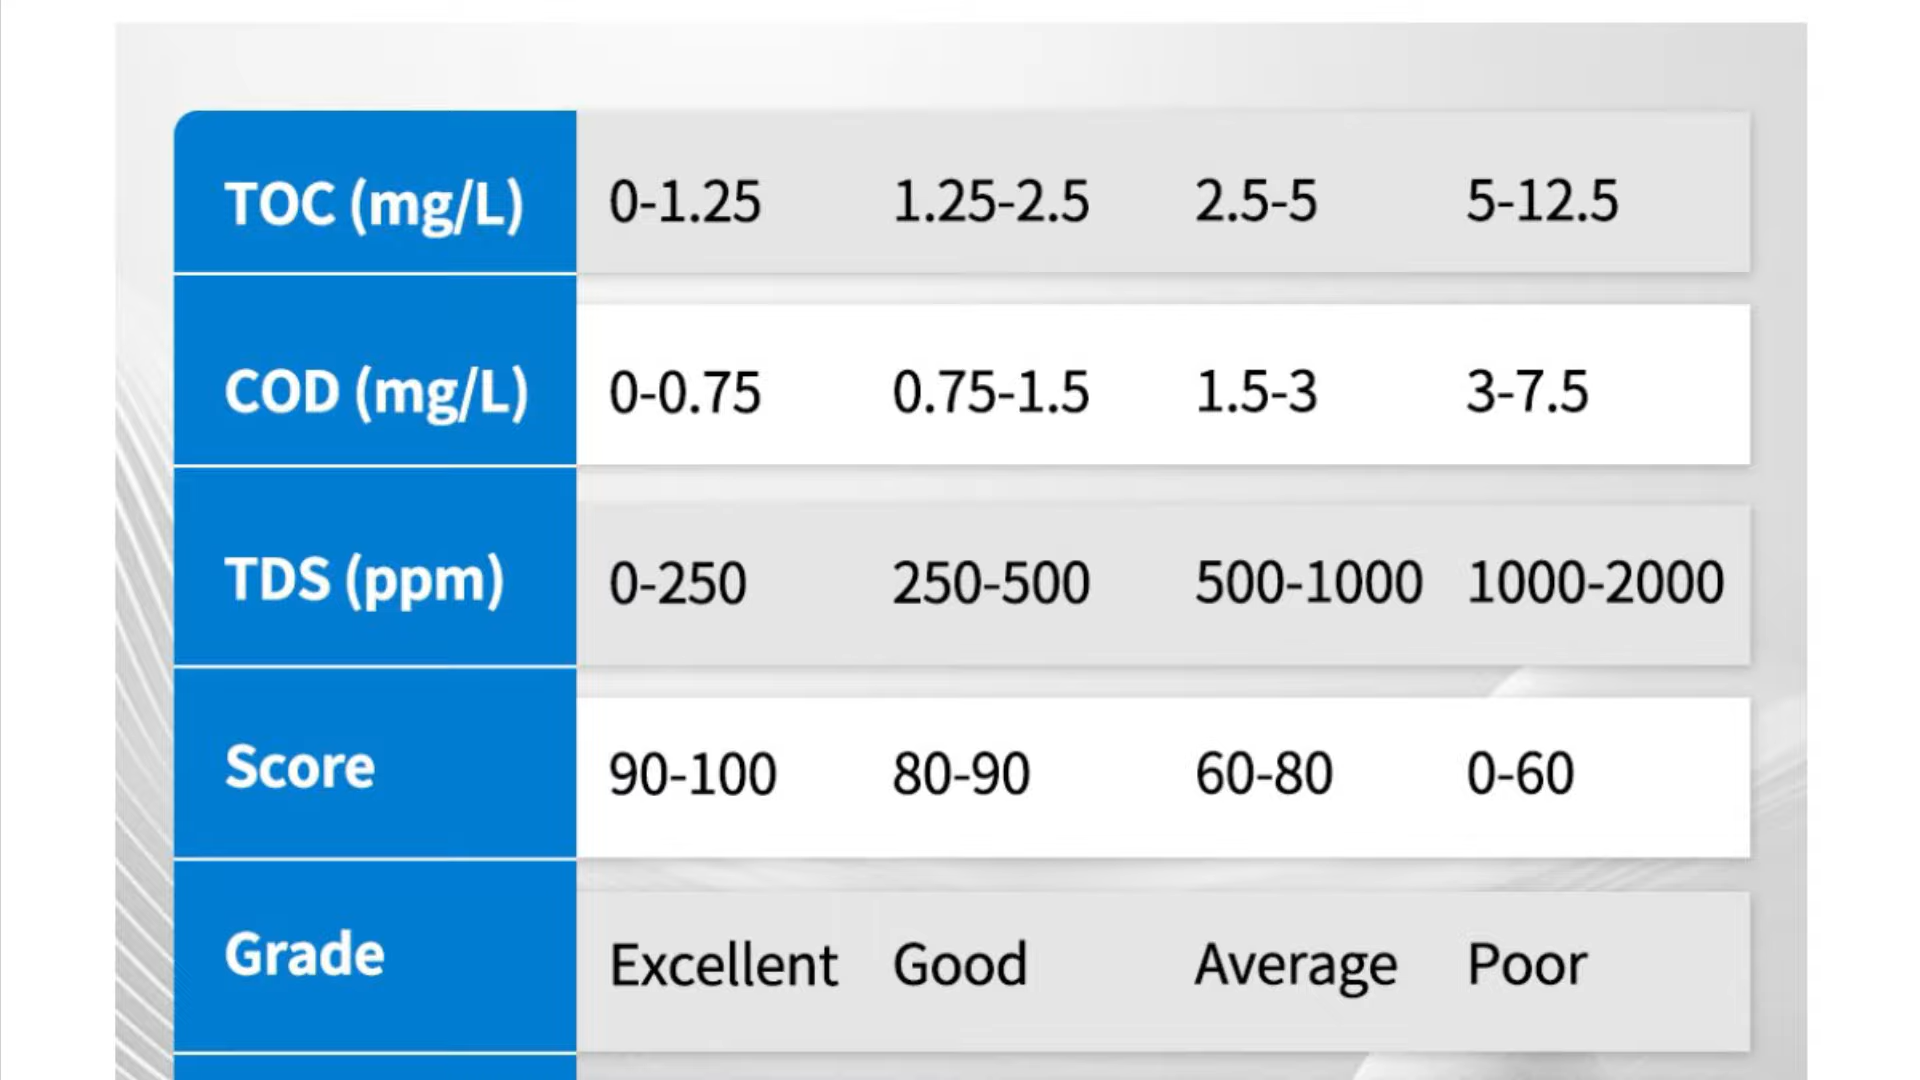 TOC (mg/L) 0-1.25 1.25-2.5 2.5-5 5-12.5
COD (mg/L) 0-0.75 0.75-1.5 1.5-3 3-7.5
TDS (ppm) 0-250 250-500 500-1000 1000-2000
Score 90-100 80-90 60-80 0-60
Grade Excellent Good Average Poor